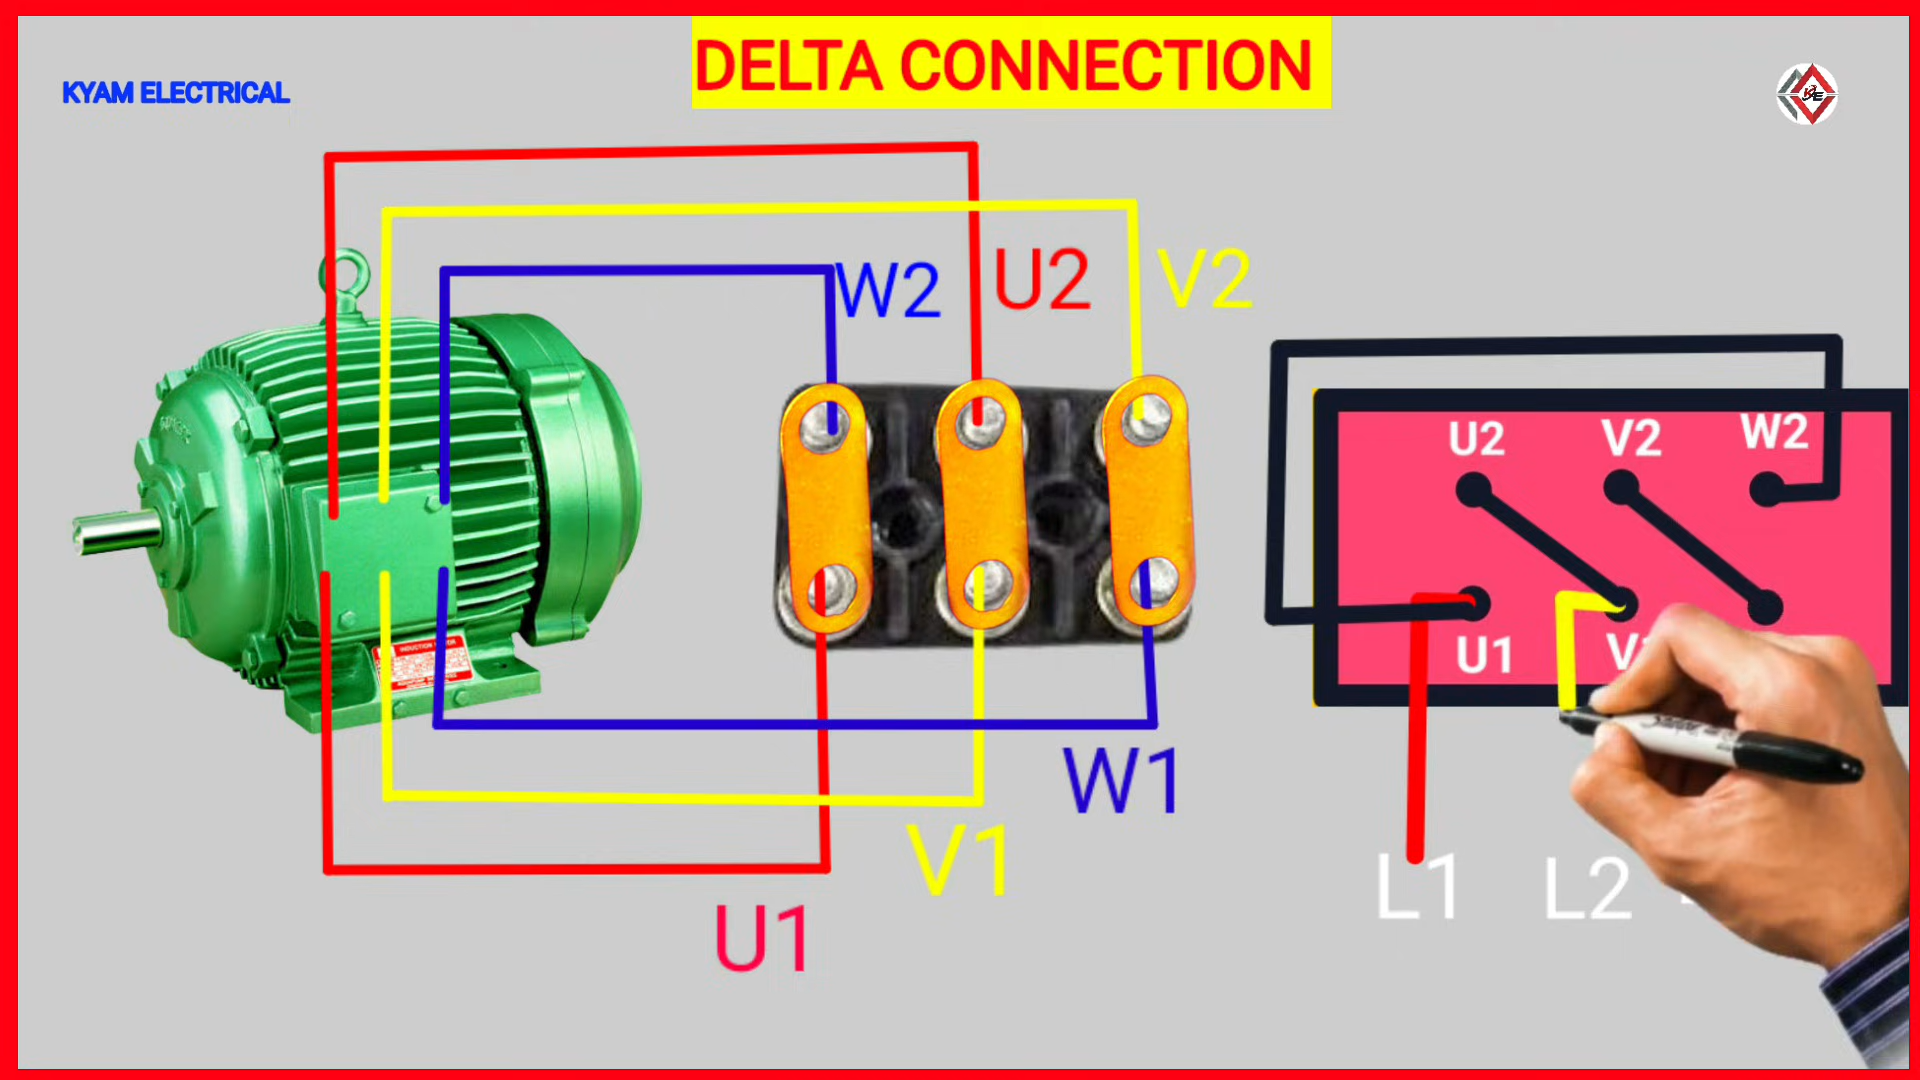 DELTA CONNECTION
KYAM ELECTRICAL
W2
U2
V2
U2
V2
W2
U1
W1
V1
U1
L1
L2